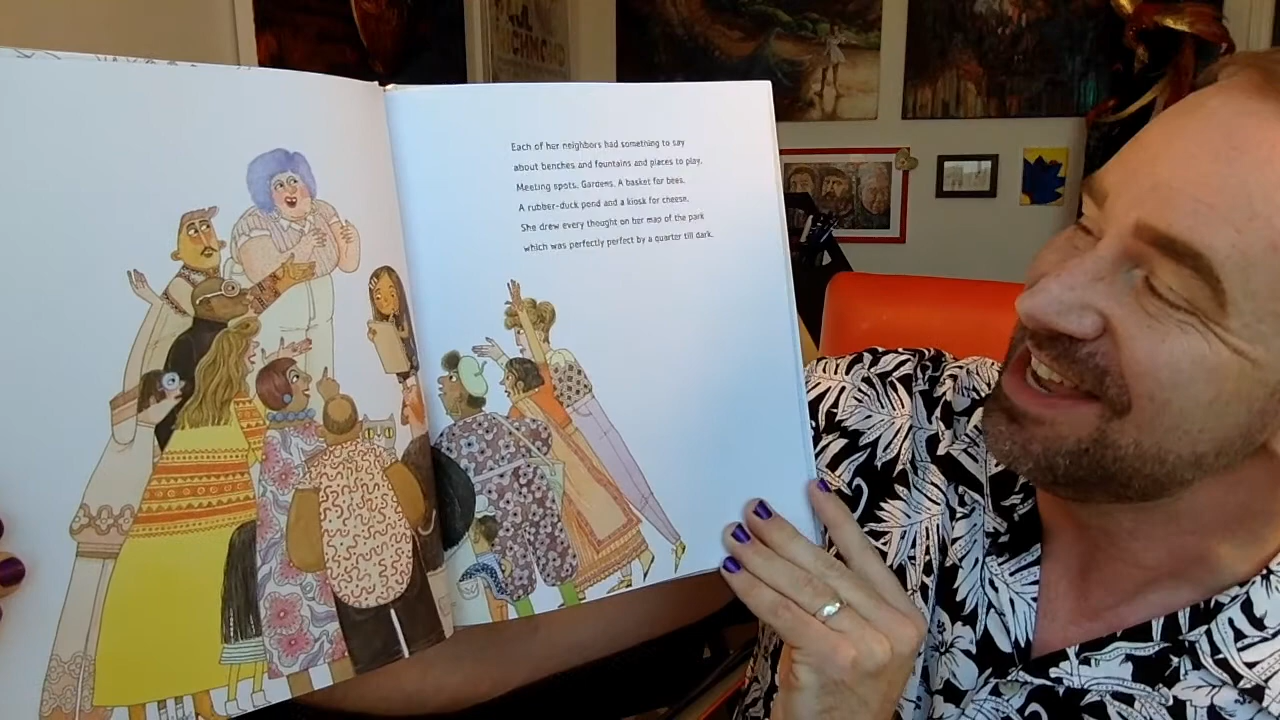 RICHMOND
Each of her neighbors had something to say
about benches and fountains and places to play.
Meeting spots. Gardens. A basket for bees.
A rubber-duck pond and a kiosk for cheese.
She drew every thought on her map of the park
which was perfectly perfect by a quarter till dark.